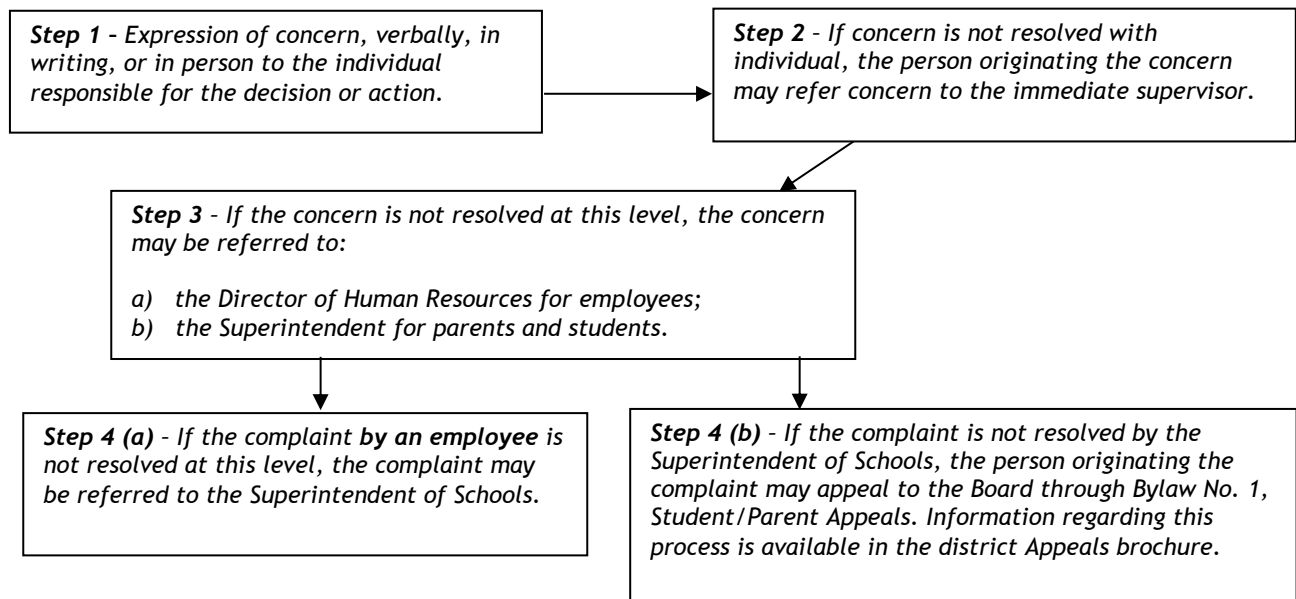 Step 1 – Expression of concern, verbally, in
writing, or in person to the individual
responsible for the decision or action.
Step 2 – If concern is not resolved with
individual, the person originating the concern
may refer concern to the immediate supervisor.
Step 3 – If the concern is not resolved at this level, the concern
may be referred to:
a) the Director of Human Resources for employees;
b) the Superintendent for parents and students.
Step 4 (a) – If the complaint by an employee is
not resolved at this level, the complaint may
be referred to the Superintendent of Schools.
Step 4 (b) – If the complaint is not resolved by the
Superintendent of Schools, the person originating the
complaint may appeal to the Board through Bylaw No. 1,
Student/Parent Appeals. Information regarding this
process is available in the district Appeals brochure.